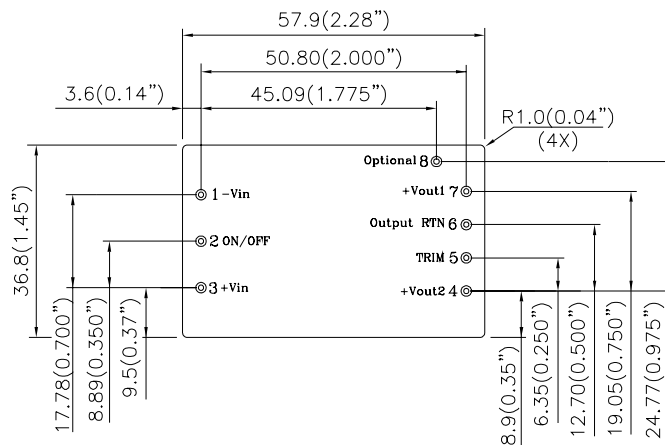 57.9(2.28”)
50.80(2.000”)
3.6(0.14”)
45.09(1.775”)
R1.0(0.04”)
(4X)
Optional 8
1 -Vin
+Vout1 7
Output RTN 6
2 ON/OFF
TRIM 5
3 +Vin
+Vout2 4
36.8(1.45”)
17.78(0.700”)
8.89(0.350”)
9.5(0.37”)
8.9(0.35”)
6.35(0.250”)
12.70(0.500”)
19.05(0.750”)
24.77(0.975”)